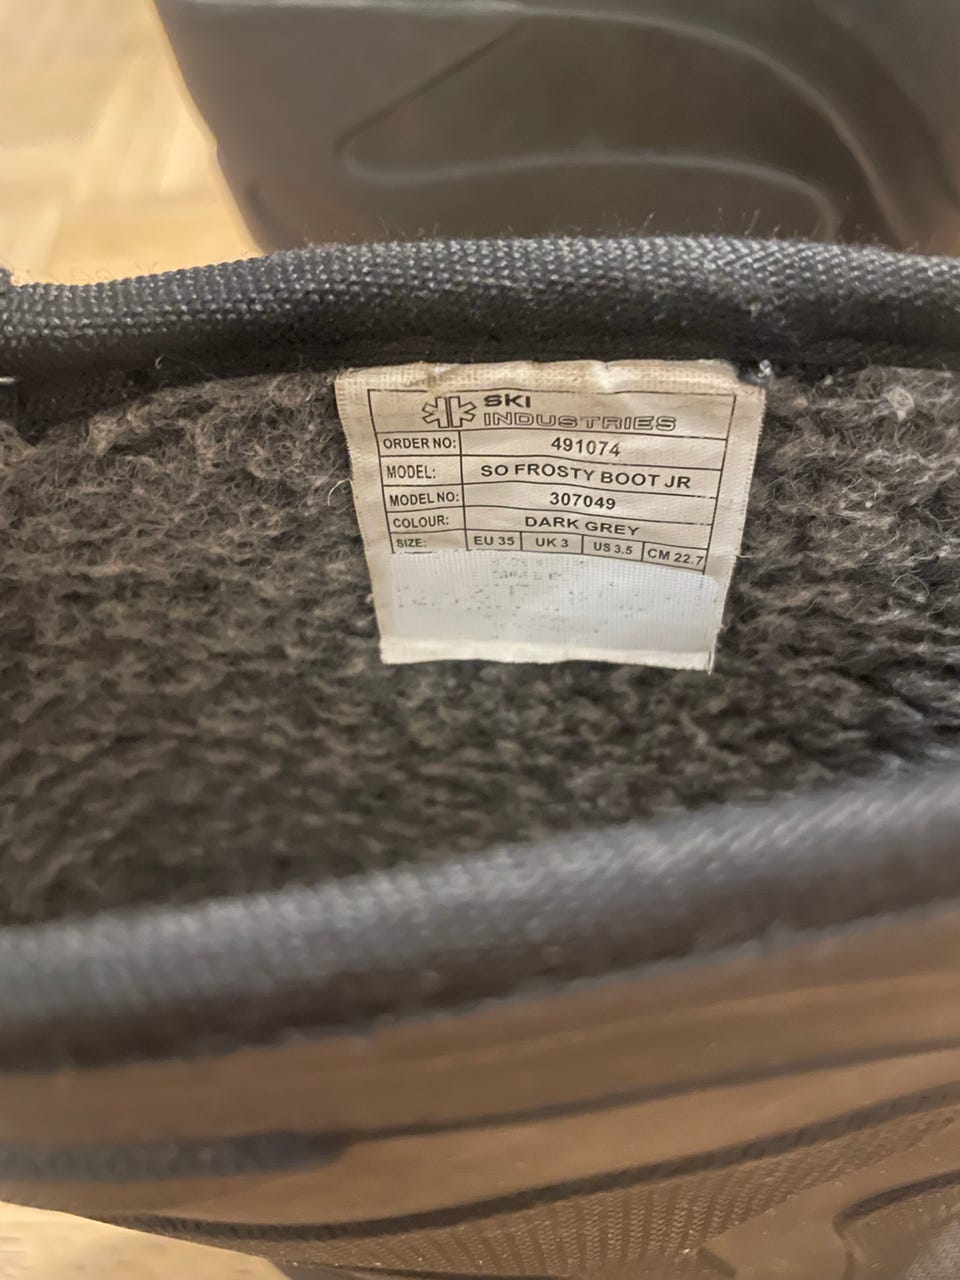 SKI
INDUSTRIES
ORDER NO: 491074
MODEL: SO FROSTY BOOT JR
MODEL NO: 307049
COLOUR: DARK GREY
SIZE: EU 35 UK 3 US 3.5 CM 22.7